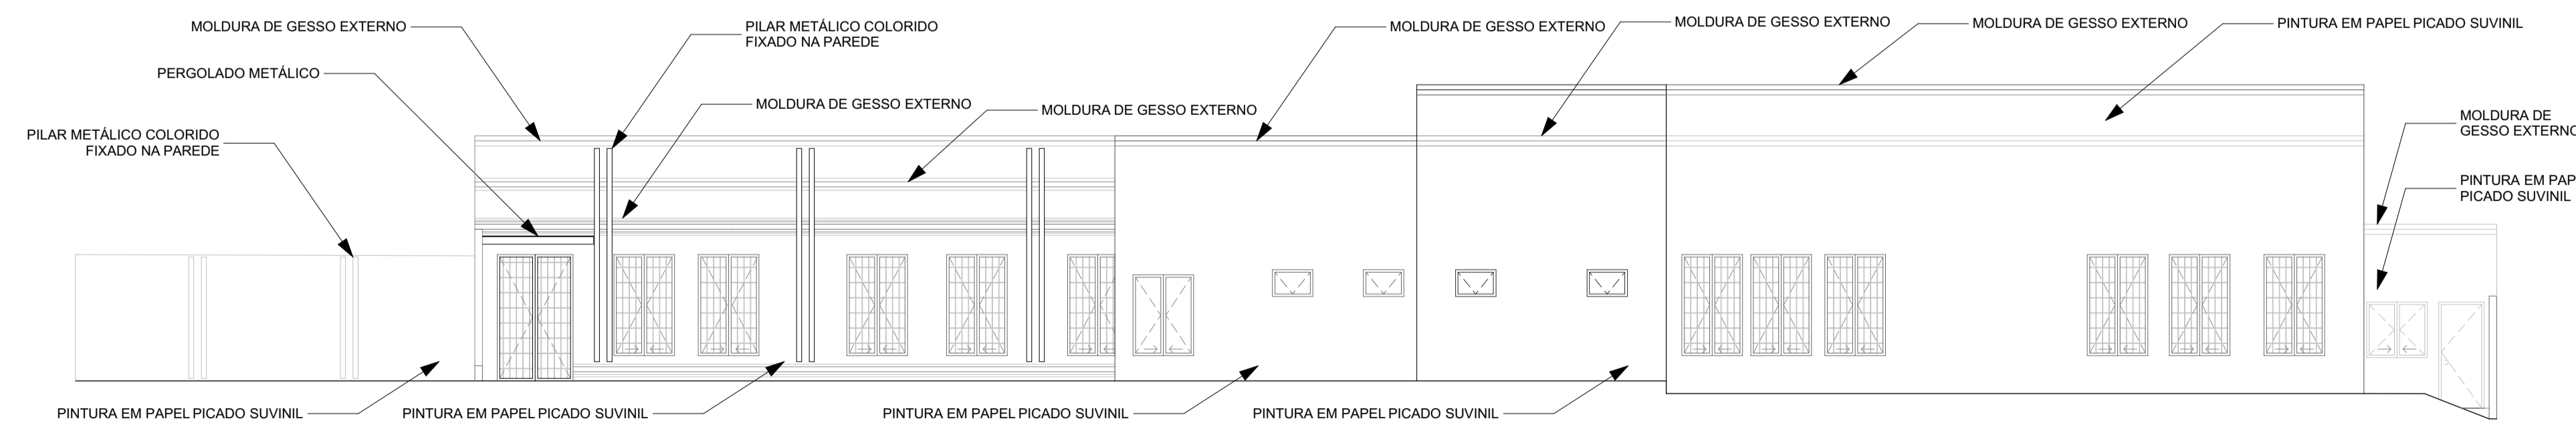 MOLDURA DE GESSO EXTERNO
PILAR METÁLICO COLORIDO
FIXADO NA PAREDE
MOLDURA DE GESSO EXTERNO
MOLDURA DE GESSO EXTERNO
MOLDURA DE GESSO EXTERNO
PINTURA EM PAPEL PICADO SUVINIL
PERGOLADO METÁLICO
MOLDURA DE GESSO EXTERNO
MOLDURA DE GESSO EXTERNO
PILAR METÁLICO COLORIDO
FIXADO NA PAREDE
MOLDURA DE
GESSO EXTERNO
PINTURA EM PAP
PICADO SUVINIL
PINTURA EM PAPEL PICADO SUVINIL
PINTURA EM PAPEL PICADO SUVINIL
PINTURA EM PAPEL PICADO SUVINIL
PINTURA EM PAPEL PICADO SUVINIL